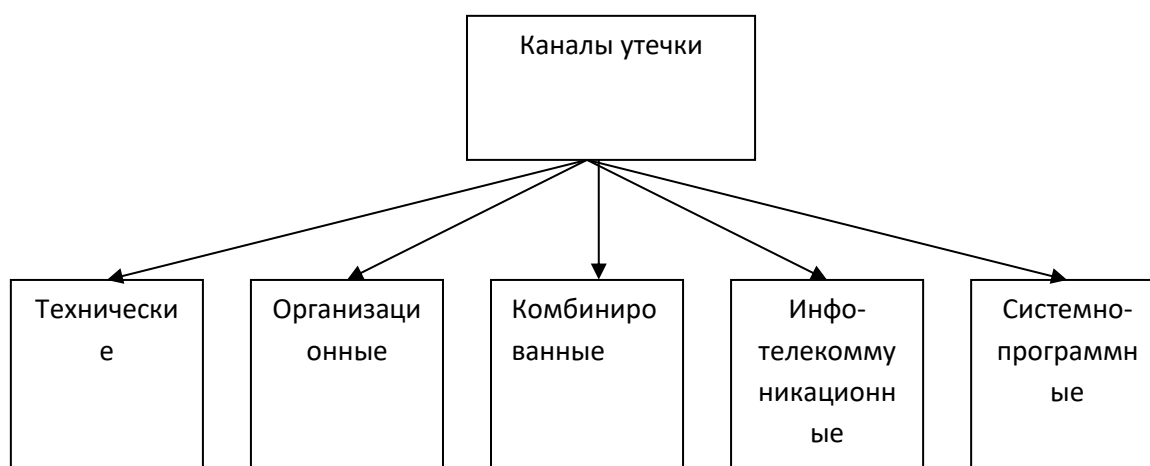 Каналы утечки
Технически
е
Организаци
онные
Комбиниро
ванные
Инфо-
телекомму
никационн
ые
Системно-
программн
ые